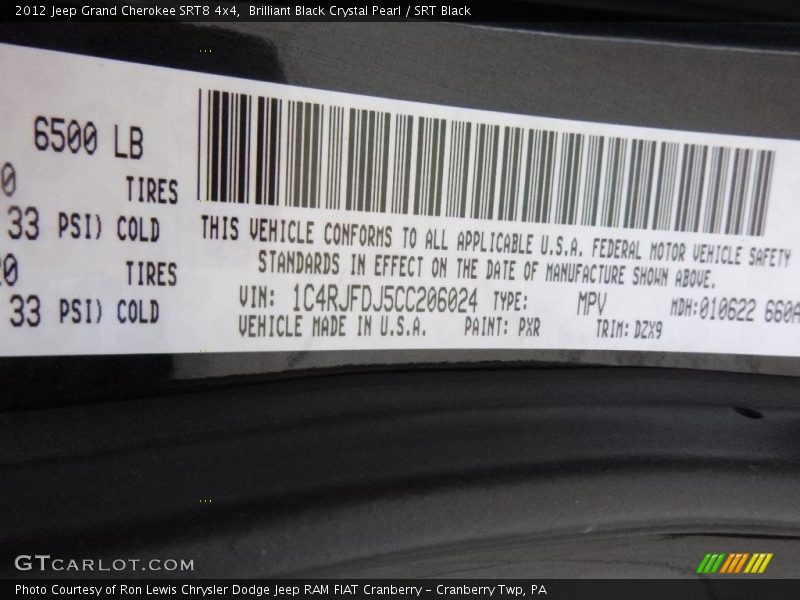 2012 Jeep Grand Cherokee SRT8 4x4, Brilliant Black Crystal Pearl / SRT Black
6500 LB
0 TIRES
33 PSI) COLD
20 TIRES
33 PSI) COLD
THIS VEHICLE CONFORMS TO ALL APPLICABLE U.S.A. FEDERAL MOTOR VEHICLE SAFETY
STANDARDS IN EFFECT ON THE DATE OF MANUFACTURE SHOWN ABOVE.
VIN: 1C4RJFDJ5CC206024 TYPE: MPV MDH:010622 660A
VEHICLE MADE IN U.S.A. PAINT: PXR TRIM: DZX9
GTCARLOT.COM
Photo Courtesy of Ron Lewis Chrysler Dodge Jeep RAM FIAT Cranberry – Cranberry Twp, PA